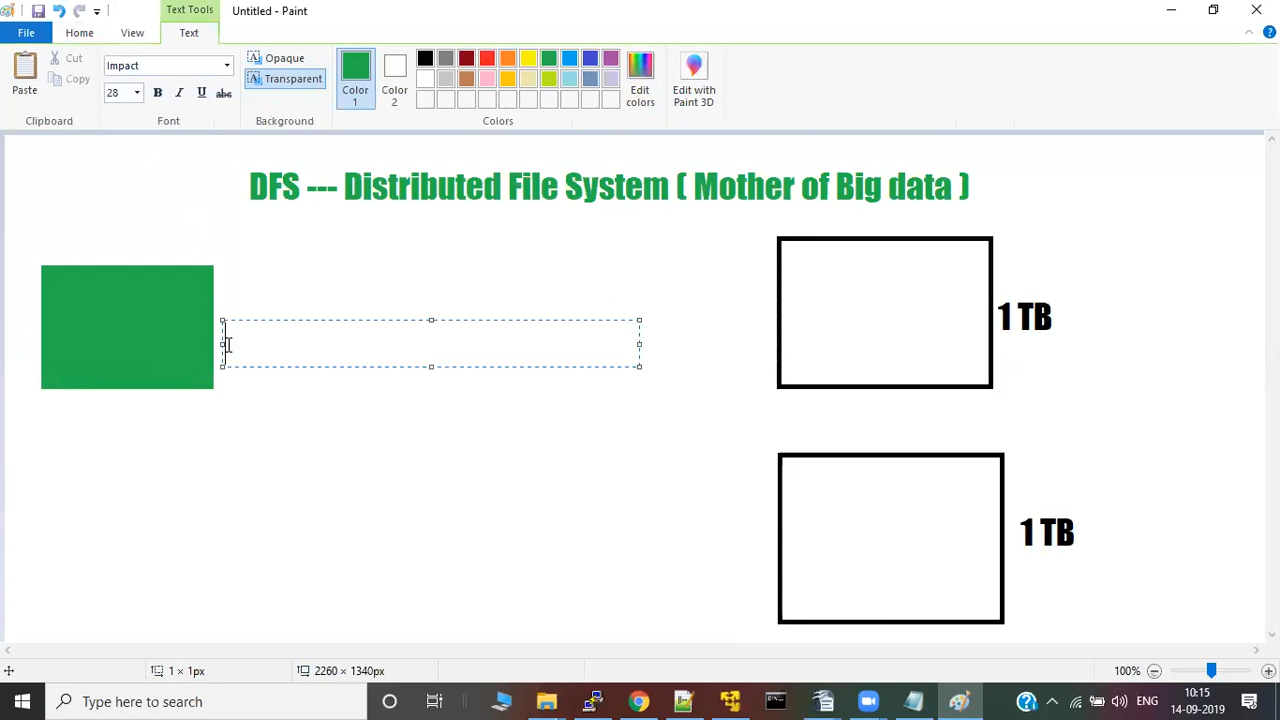 Text Tools
Untitled - Paint
File
Home
View
Text
Paste
Cut
Copy
Clipboard
Impact
28
B I U abc
Font
Opaque
Transparent
Background
Color 1
Color 2
Edit colors
Edit with Paint 3D
Colors
DFS --- Distributed File System ( Mother of Big data )
1 TB
1 TB
1 × 1px
2260 × 1340px
100%
Type here to search
ENG
10:15
14-09-2019